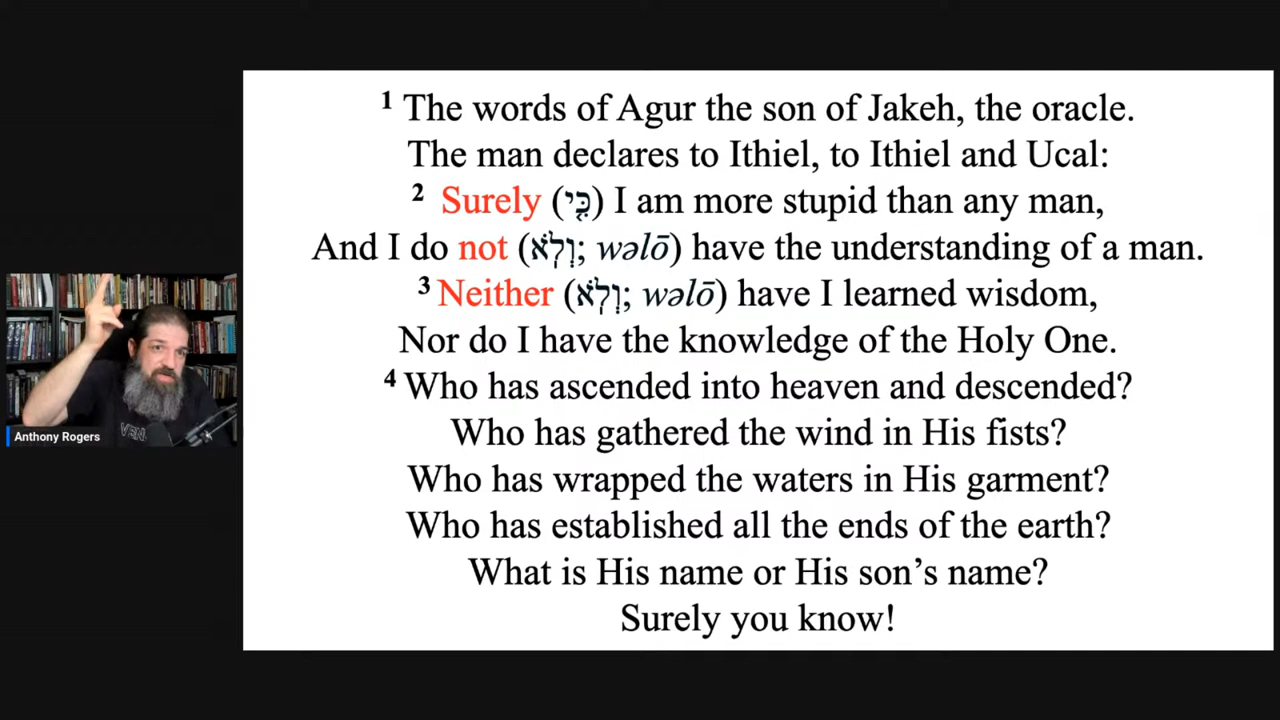 1 The words of Agur the son of Jakeh, the oracle.
The man declares to Ithiel, to Ithiel and Ucal:
2 Surely (כִּ֤י) I am more stupid than any man,
And I do not (וְלֹ֖א; wəlō) have the understanding of a man.
3 Neither (וְלֹֽא; wəlō) have I learned wisdom,
Nor do I have the knowledge of the Holy One.
4 Who has ascended into heaven and descended?
Who has gathered the wind in His fists?
Who has wrapped the waters in His garment?
Who has established all the ends of the earth?
What is His name or His son’s name?
Surely you know!
Anthony Rogers